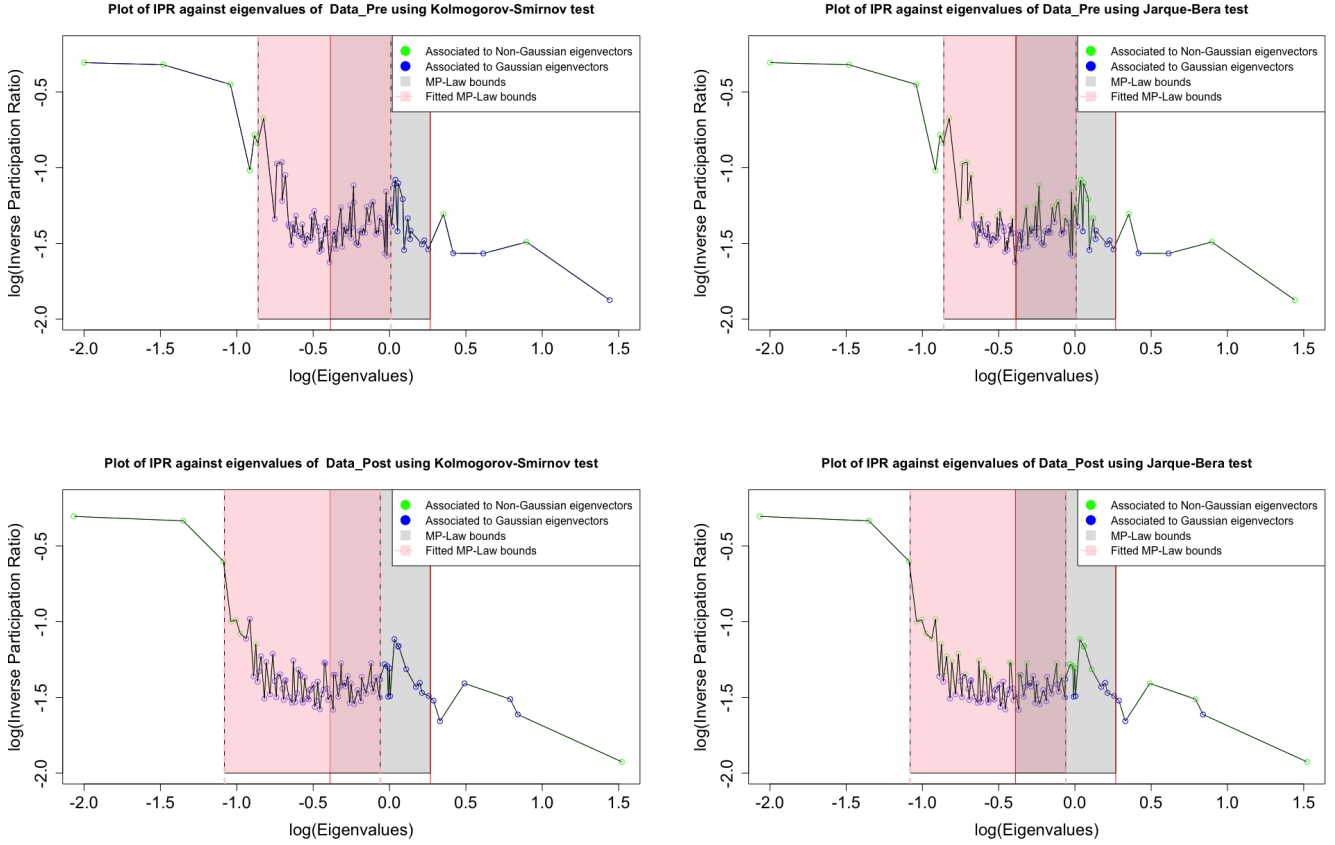 Plot of IPR against eigenvalues of  Data_Pre using Kolmogorov-Smirnov test
log(Inverse Participation Ratio)
-0.5
-1.0
-1.5
-2.0
Associated to Non-Gaussian eigenvectors
Associated to Gaussian eigenvectors
MP-Law bounds
Fitted MP-Law bounds
-2.0 -1.5 -1.0 -0.5 0.0 0.5 1.0 1.5
log(Eigenvalues)
Plot of IPR against eigenvalues of Data_Pre using Jarque-Bera test
log(Inverse Participation Ratio)
-0.5
-1.0
-1.5
-2.0
Associated to Non-Gaussian eigenvectors
Associated to Gaussian eigenvectors
MP-Law bounds
Fitted MP-Law bounds
-2.0 -1.5 -1.0 -0.5 0.0 0.5 1.0 1.5
log(Eigenvalues)
Plot of IPR against eigenvalues of  Data_Post using Kolmogorov-Smirnov test
log(Inverse Participation Ratio)
-0.5
-1.0
-1.5
-2.0
Associated to Non-Gaussian eigenvectors
Associated to Gaussian eigenvectors
MP-Law bounds
Fitted MP-Law bounds
-2.0 -1.5 -1.0 -0.5 0.0 0.5 1.0 1.5
log(Eigenvalues)
Plot of IPR against eigenvalues of Data_Post using Jarque-Bera test
log(Inverse Participation Ratio)
-0.5
-1.0
-1.5
-2.0
Associated to Non-Gaussian eigenvectors
Associated to Gaussian eigenvectors
MP-Law bounds
Fitted MP-Law bounds
-2.0 -1.5 -1.0 -0.5 0.0 0.5 1.0 1.5
log(Eigenvalues)